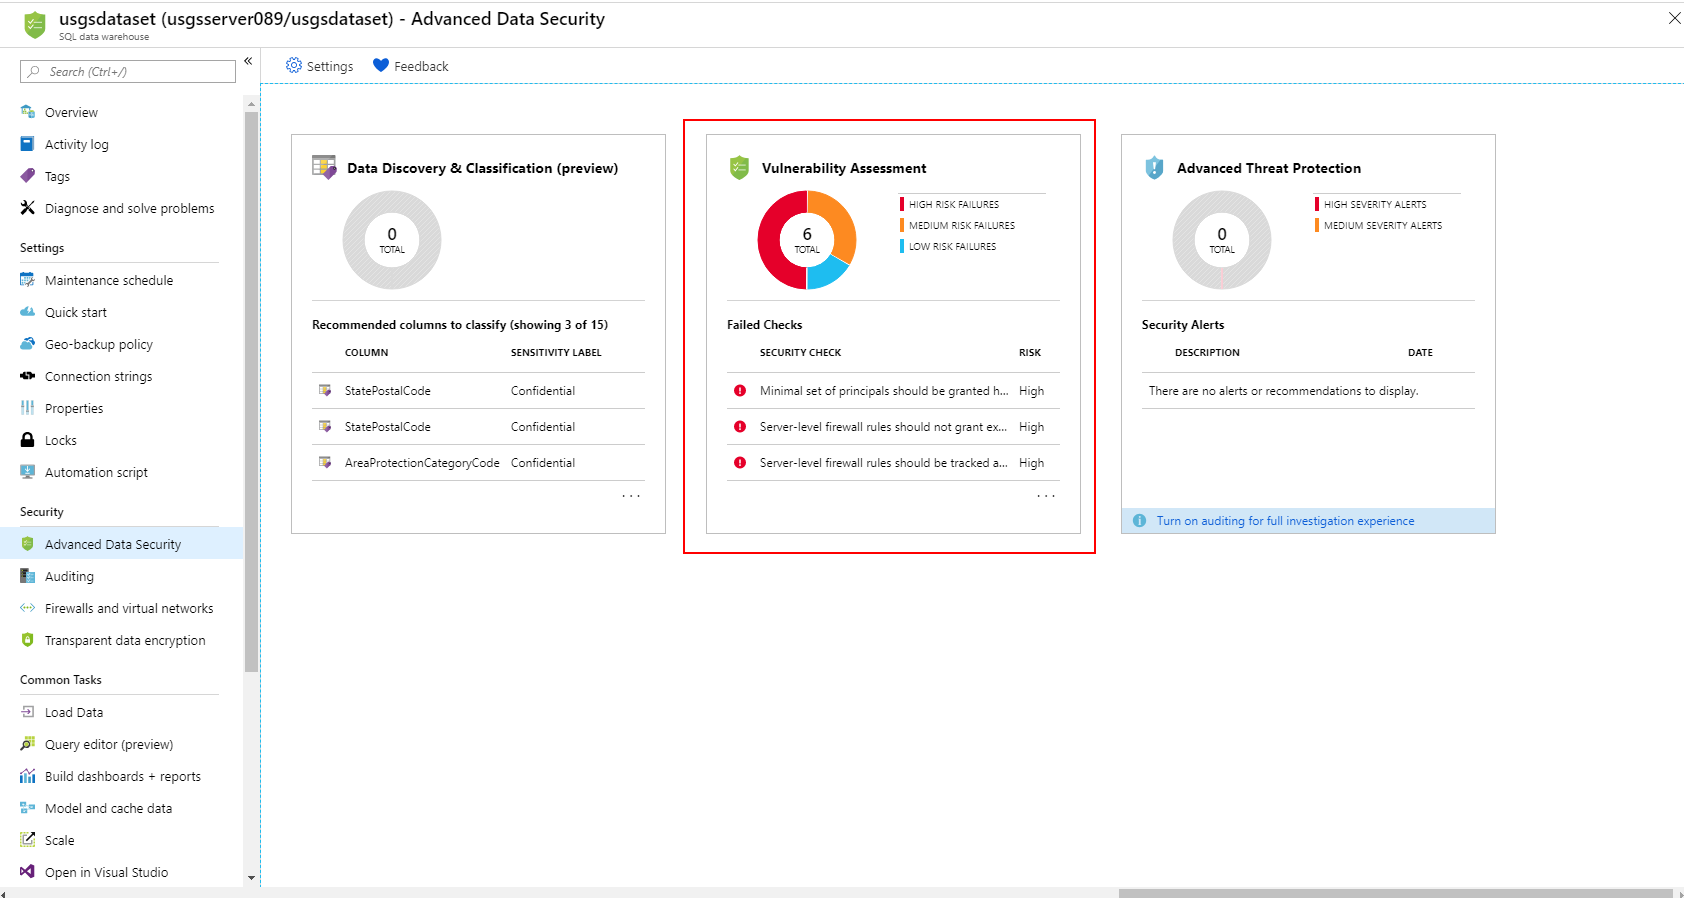 usgsdataset (usgsserver089/usgsdataset) - Advanced Data Security
SQL data warehouse
Search (Ctrl+/)
Overview
Activity log
Tags
Diagnose and solve problems
Settings
Maintenance schedule
Quick start
Geo-backup policy
Connection strings
Properties
Locks
Automation script
Security
Advanced Data Security
Auditing
Firewalls and virtual networks
Transparent data encryption
Common Tasks
Load Data
Query editor (preview)
Build dashboards + reports
Model and cache data
Scale
Open in Visual Studio
Settings
Feedback
Data Discovery & Classification (preview)
0
TOTAL
Recommended columns to classify (showing 3 of 15)
COLUMN SENSITIVITY LABEL
StatePostalCode Confidential
StatePostalCode Confidential
AreaProtectionCategoryCode Confidential
...
Vulnerability Assessment
6
TOTAL
HIGH RISK FAILURES
MEDIUM RISK FAILURES
LOW RISK FAILURES
Failed Checks
SECURITY CHECK RISK
Minimal set of principals should be granted h... High
Server-level firewall rules should not grant ex... High
Server-level firewall rules should be tracked a... High
...
Advanced Threat Protection
0
TOTAL
HIGH SEVERITY ALERTS
MEDIUM SEVERITY ALERTS
Security Alerts
DESCRIPTION DATE
There are no alerts or recommendations to display.
Turn on auditing for full investigation experience